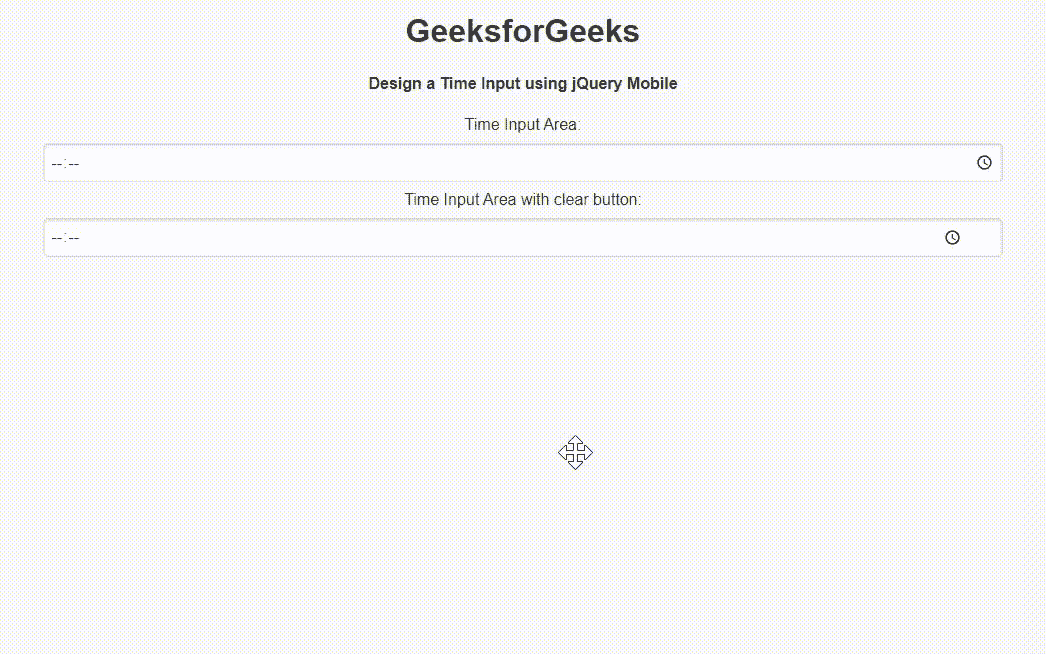 GeeksforGeeks
Design a Time Input using jQuery Mobile
Time Input Area:
--:--
Time Input Area with clear button:
--:--